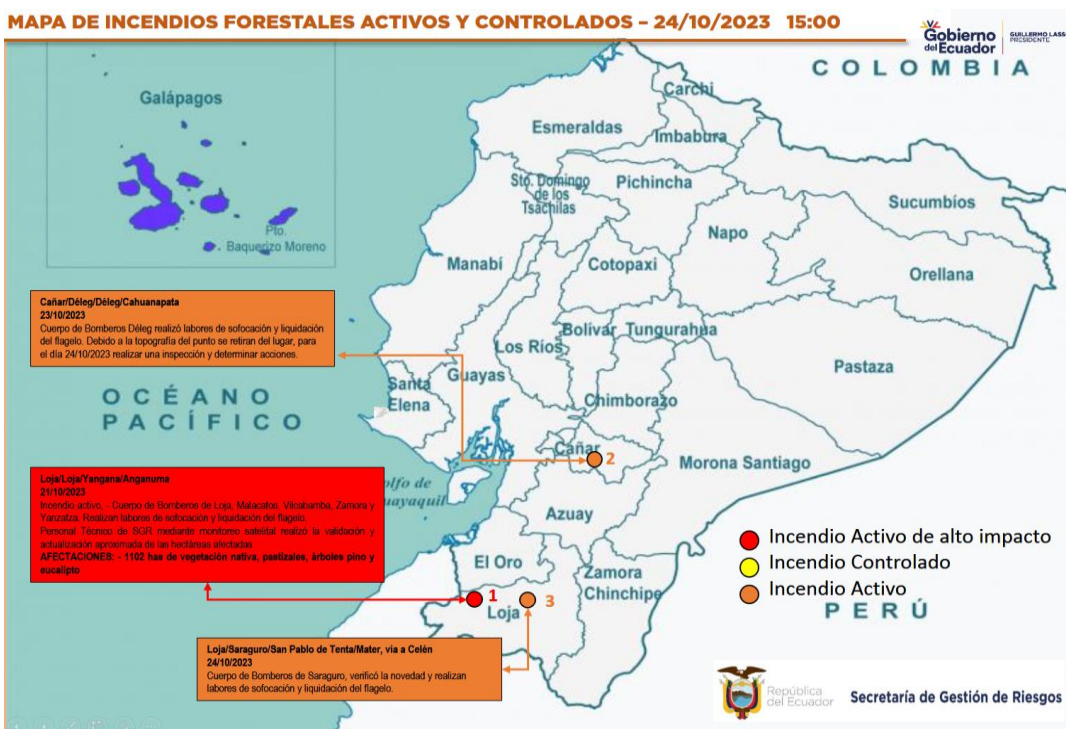 MAPA DE INCENDIOS FORESTALES ACTIVOS Y CONTROLADOS – 24/10/2023 15:00
Gobierno
del Ecuador
GUILLERMO LASSO
PRESIDENTE
COLOMBIA
Galápagos
Pto.
Baquerizo Moreno
Carchi
Esmeraldas
Imbabura
Sto. Domingo
de los
Tsáchilas
Pichincha
Sucumbíos
Napo
Manabí
Cotopaxi
Orellana
Cañar/Déleg/Déleg/Cahuanapata
23/10/2023
Cuerpo de Bomberos Déleg realizó labores de sofocación y liquidación
del flagelo. Debido a la topografía del punto se retiran del lugar, para
el día 24/10/2023 realizar una inspección y determinar acciones.
Bolívar
Tungurahua
Los Ríos
Pastaza
Guayas
Santa
Elena
Chimborazo
OCÉANO
PACÍFICO
Cañar
2
Morona Santiago
Loja/Loja/Yangana/Anganuma
21/10/2023
Incendio activo, - Cuerpo de Bomberos de Loja, Malacatos, Vilcabamba, Zamora y
Yanzatza. Realizan labores de sofocación y liquidación del flagelo.
Personal Técnico de SGR mediante monitoreo satelital realizó la validación y
actualización aproximada de las hectáreas afectadas
AFECTACIONES: - 1102 has de vegetación nativa, pastizales, árboles pino y
eucalipto
olfo de
uayaquil
Azuay
El Oro
Zamora
Chinchipe
1
Loja
3
Incendio Activo de alto impacto
Incendio Controlado
Incendio Activo
PERÚ
Loja/Saraguro/San Pablo de Tenta/Mater, vía a Celén
24/10/2023
Cuerpo de Bomberos de Saraguro, verificó la novedad y realizan
labores de sofocación y liquidación del flagelo.
República
del Ecuador
Secretaría de Gestión de Riesgos